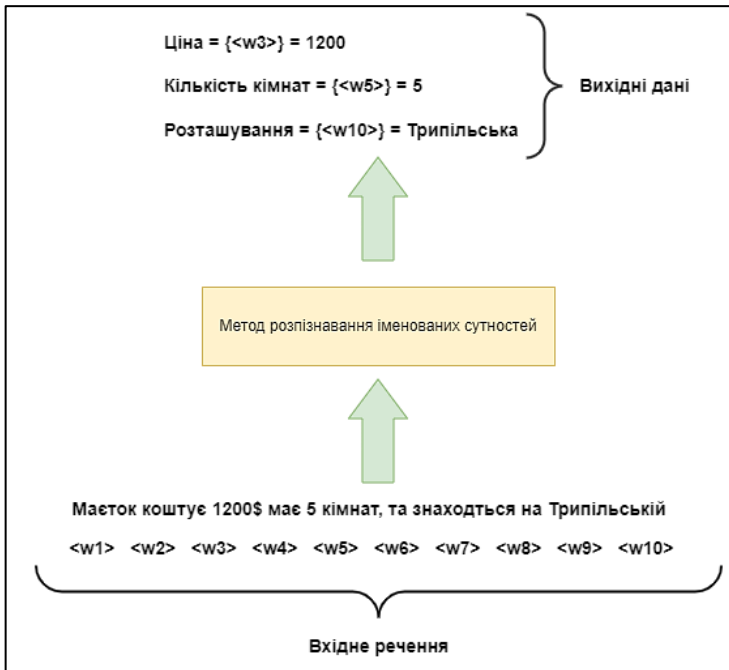 Ціна = {<w3>} = 1200
Кількість кімнат = {<w5>} = 5
Розташування = {<w10>} = Трипільська
Вихідні дані
Метод розпізнавання іменованих сутностей
Маєток коштує 1200$ має 5 кімнат, та знаходться на Трипільській
<w1> <w2> <w3> <w4> <w5> <w6> <w7> <w8> <w9> <w10>
Вхідне речення